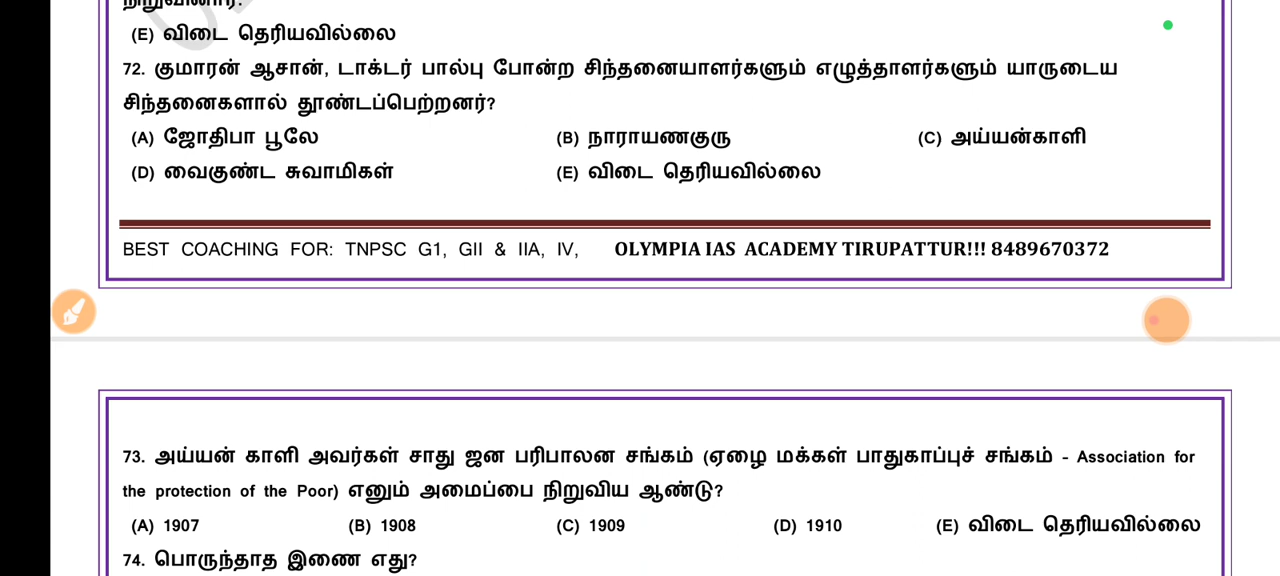 நிறுவினார்.
(E) விடை தெரியவில்லை
72. குமாரன் ஆசான், டாக்டர் பால்பு போன்ற சிந்தனையாளர்களும் எழுத்தாளர்களும் யாருடைய
சிந்தனைகளால் தூண்டப்பெற்றனர்?
(A) ஜோதிபா பூலே (B) நாராயணகுரு (C) அய்யன்காளி
(D) வைகுண்ட சுவாமிகள் (E) விடை தெரியவில்லை
BEST COACHING FOR: TNPSC G1, GII & IIA, IV, OLYMPIA IAS ACADEMY TIRUPATTUR!!! 8489670372
73. அய்யன் காளி அவர்கள் சாது ஜன பரிபாலன சங்கம் (ஏழை மக்கள் பாதுகாப்புச் சங்கம் - Association for
the protection of the Poor) எனும் அமைப்பை நிறுவிய ஆண்டு?
(A) 1907 (B) 1908 (C) 1909 (D) 1910 (E) விடை தெரியவில்லை
74. பொருந்தாத இணை எது?